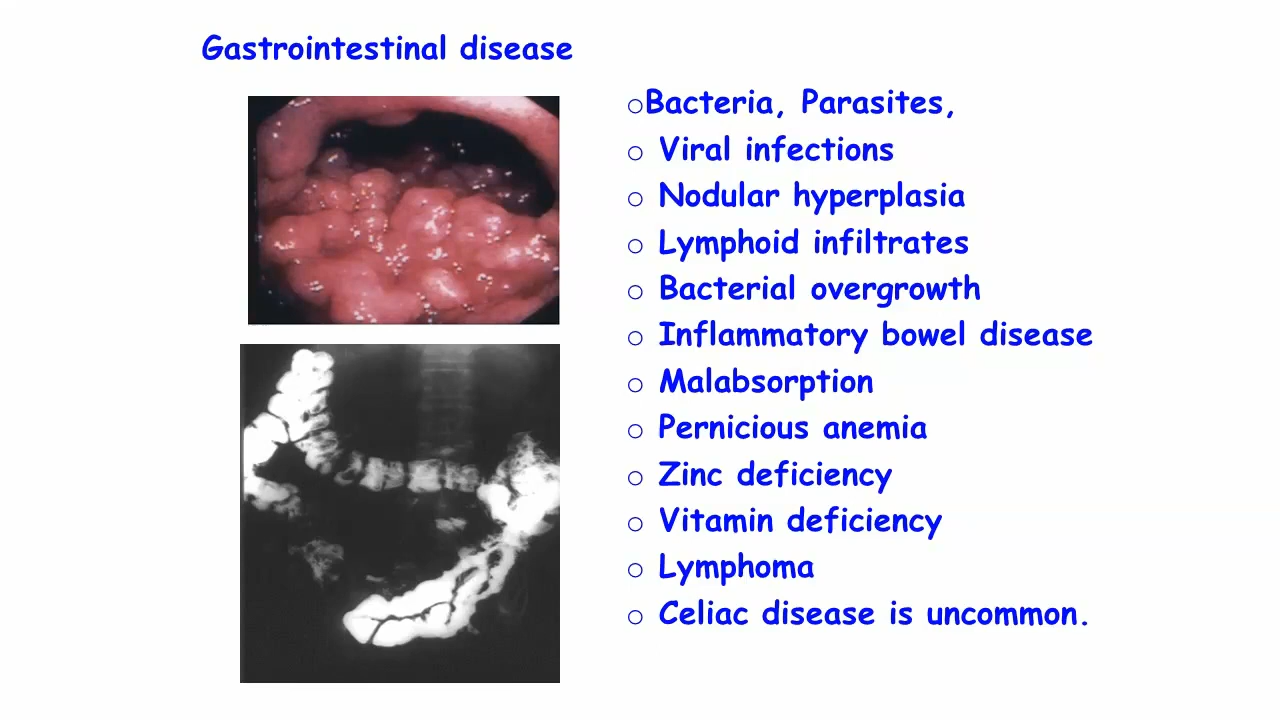 Gastrointestinal disease
○Bacteria, Parasites,
○ Viral infections
○ Nodular hyperplasia
○ Lymphoid infiltrates
○ Bacterial overgrowth
○ Inflammatory bowel disease
○ Malabsorption
○ Pernicious anemia
○ Zinc deficiency
○ Vitamin deficiency
○ Lymphoma
○ Celiac disease is uncommon.